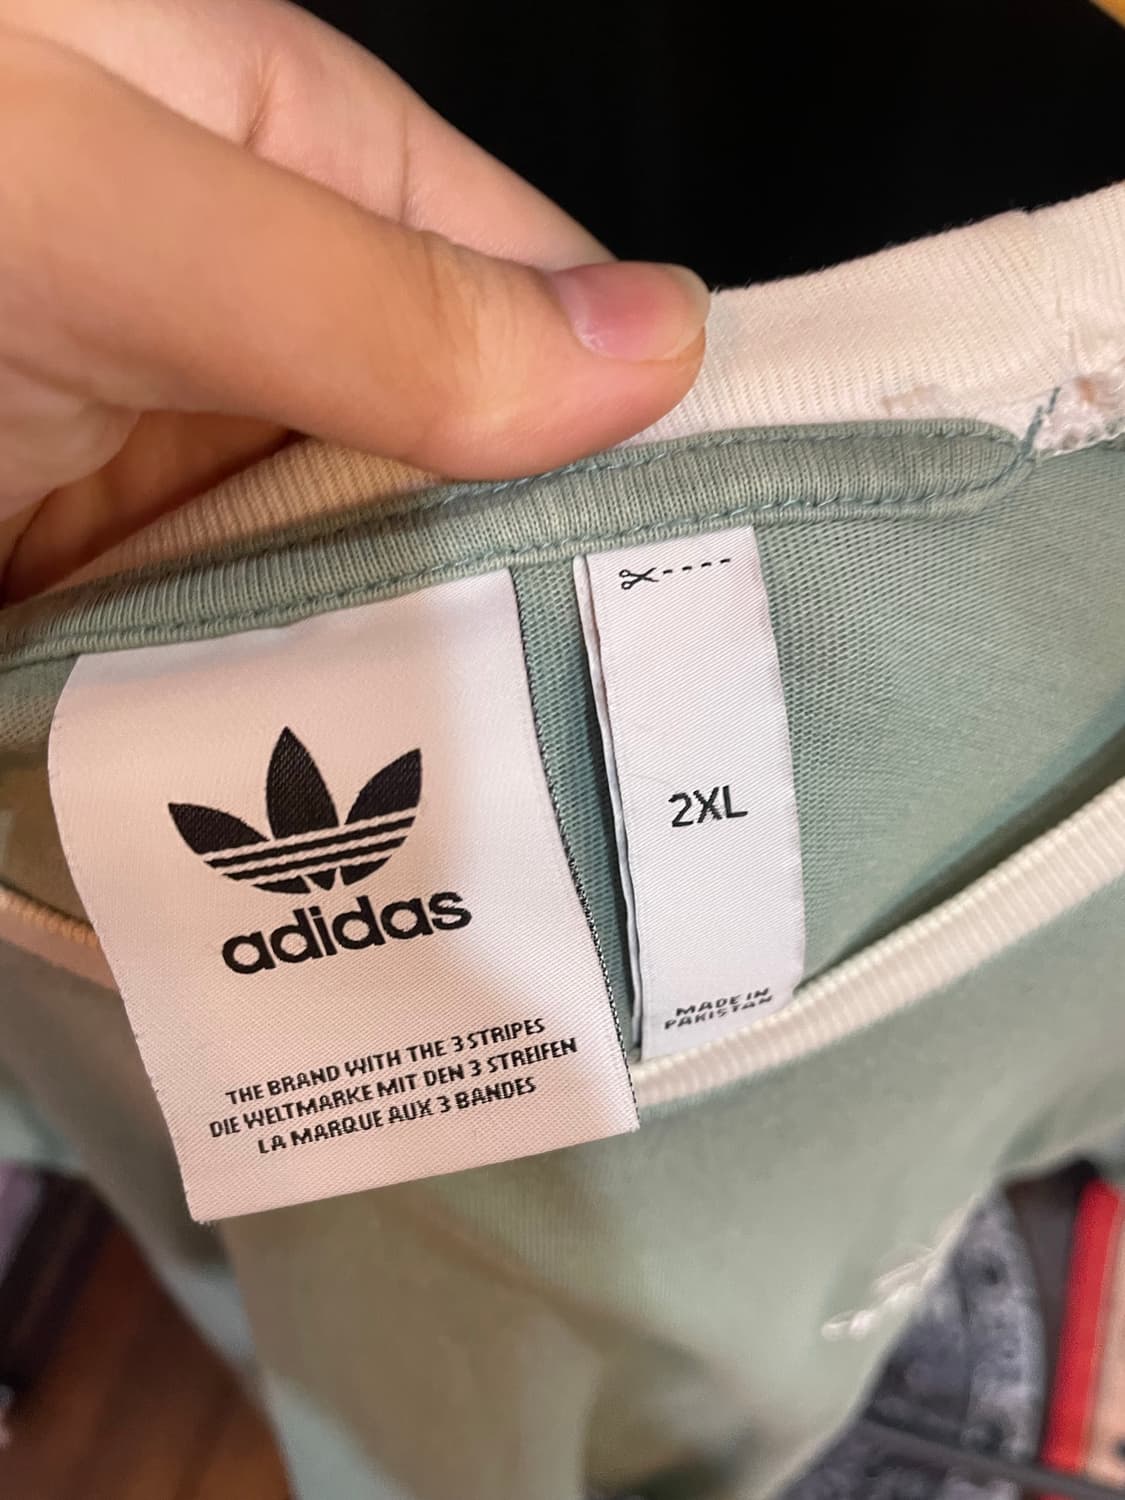 adidas
THE BRAND WITH THE 3 STRIPES
DIE WELTMARKE MIT DEN 3 STREIFEN
LA MARQUE AUX 3 BANDES
2XL
MADE IN
PAKISTAN